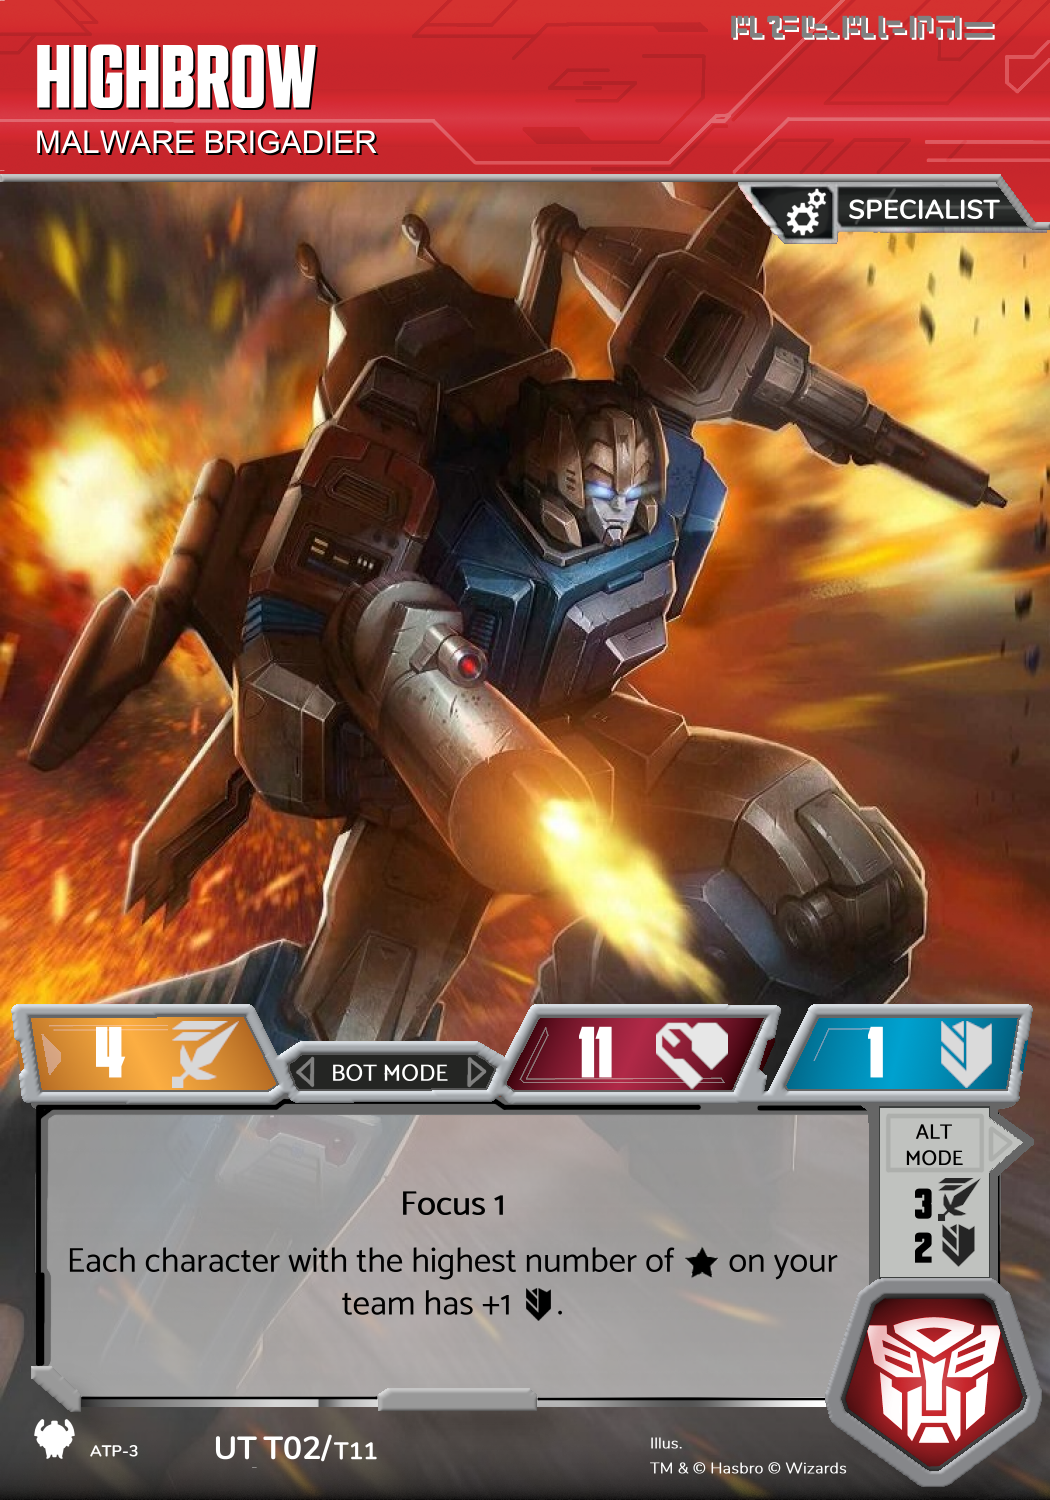 HIGHBROW
MALWARE BRIGADIER
SPECIALIST
4
BOT MODE
11
1
ALT
MODE
3
2
Focus 1
Each character with the highest number of ★ on your
team has +1 .
ATP-3
UT T02/T11
Illus.
TM & © Hasbro © Wizards